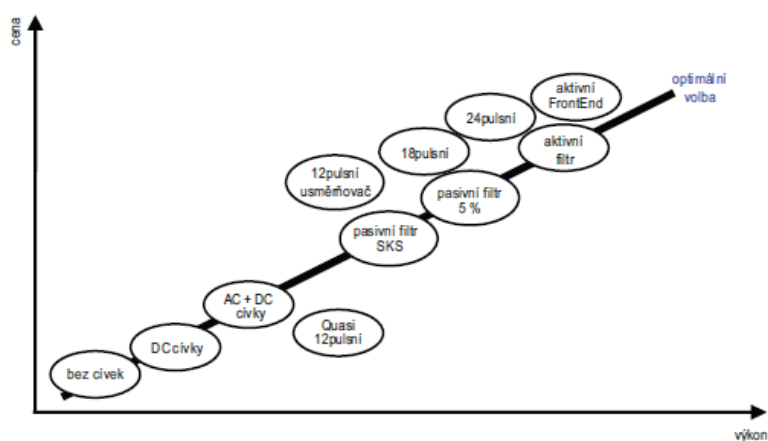 cena
optimální
volba
aktivní
FrontEnd
24pulsní
aktivní
filtr
18pulsní
12pulsní
usměrňovač
pasivní filtr
5 %
pasivní filtr
SKS
AC + DC
cívky
Quasi
12pulsní
DC cívky
bez cívek
výkon